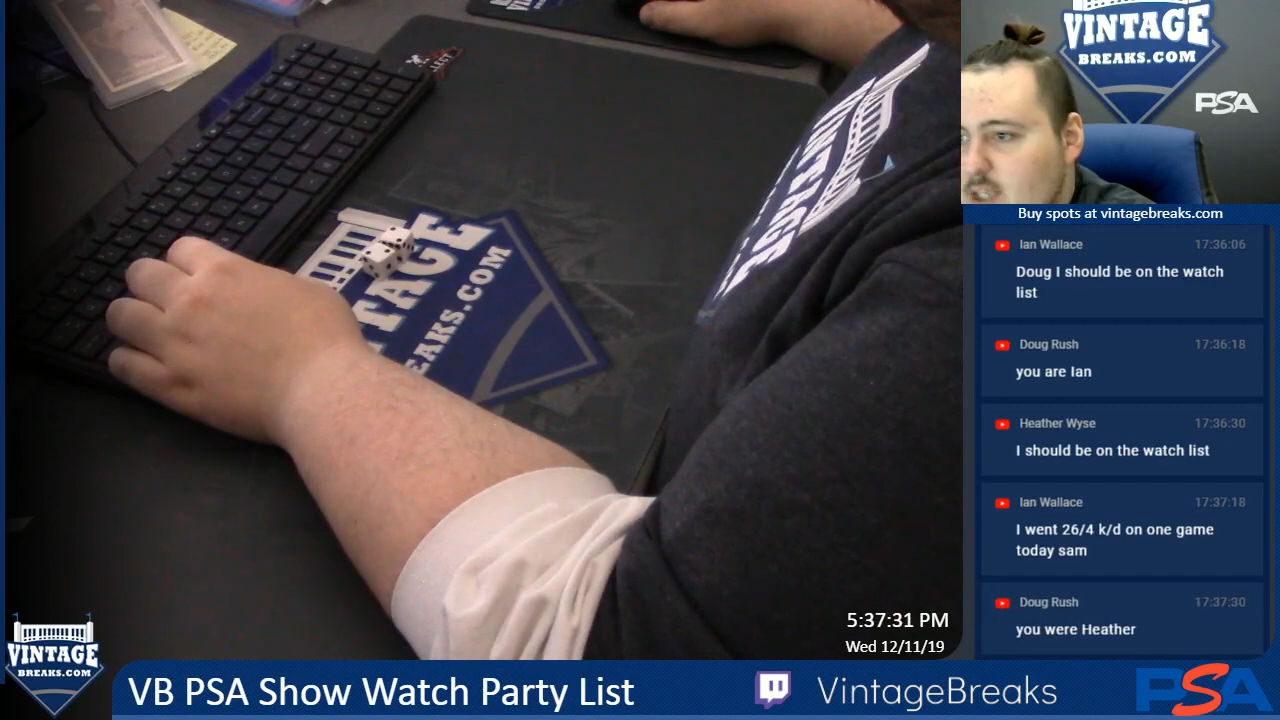 VINTAGE
BREAKS.COM
PSA
Buy spots at vintagebreaks.com
Ian Wallace 17:36:06
Doug I should be on the watch
list
Doug Rush 17:36:18
you are Ian
Heather Wyse 17:36:30
I should be on the watch list
Ian Wallace 17:37:18
I went 26/4 k/d on one game
today sam
Doug Rush 17:37:30
you were Heather
TAGE
EAKS.COM
5:37:31 PM
Wed 12/11/19
VINTAGE
BREAKS.COM
VB PSA Show Watch Party List
VintageBreaks
PSA